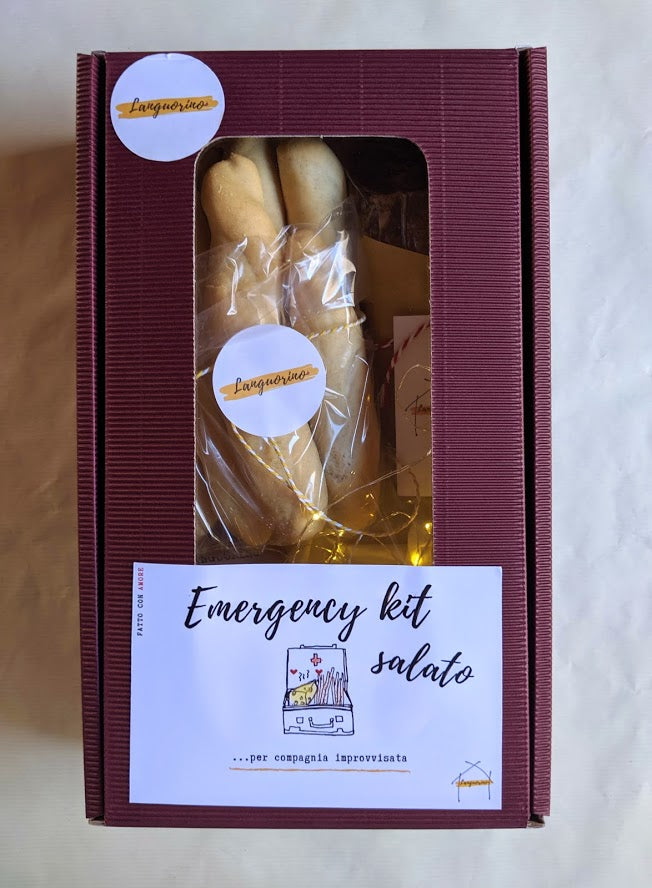 Languorino
Languorino
FATTO CON AMORE
Emergency kit
salato
...per compagnia improvvisata
Languorino